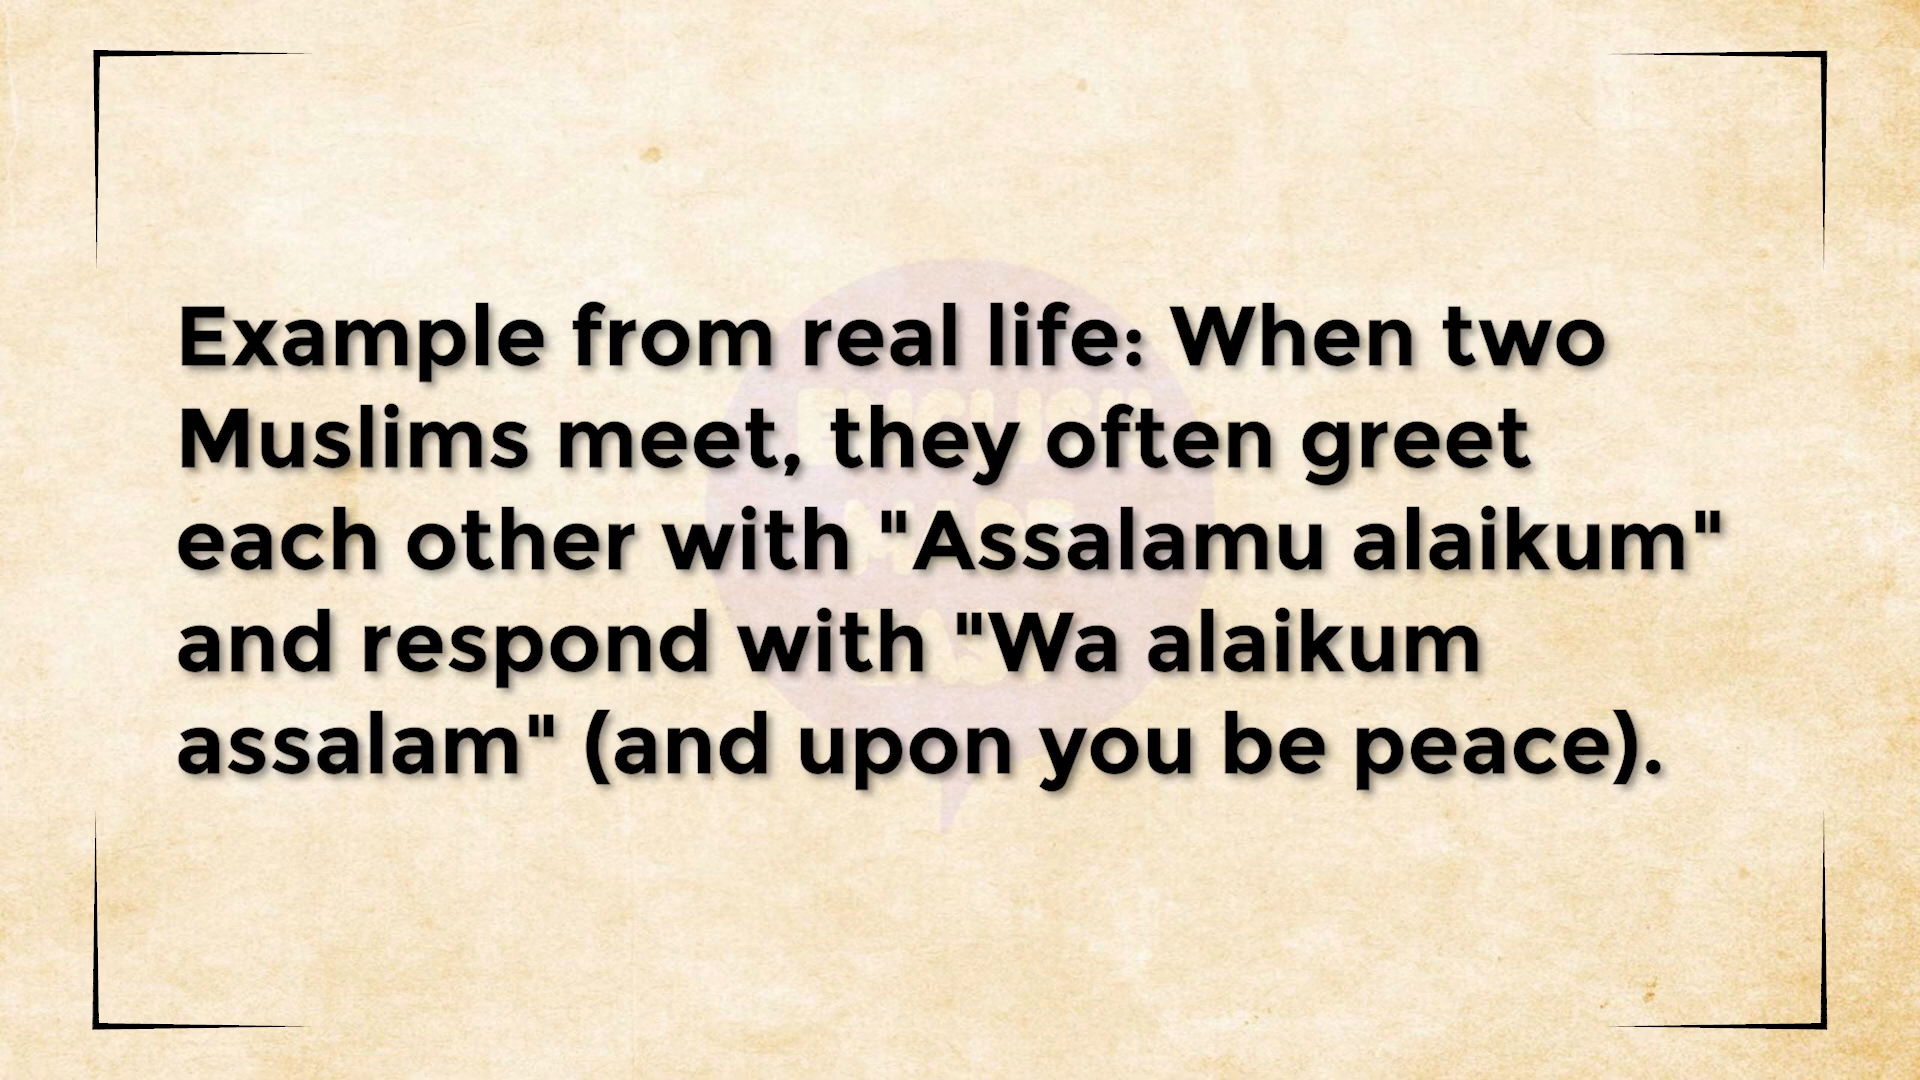 Example from real life: When two
Muslims meet, they often greet
each other with "Assalamu alaikum"
and respond with "Wa alaikum
assalam" (and upon you be peace).